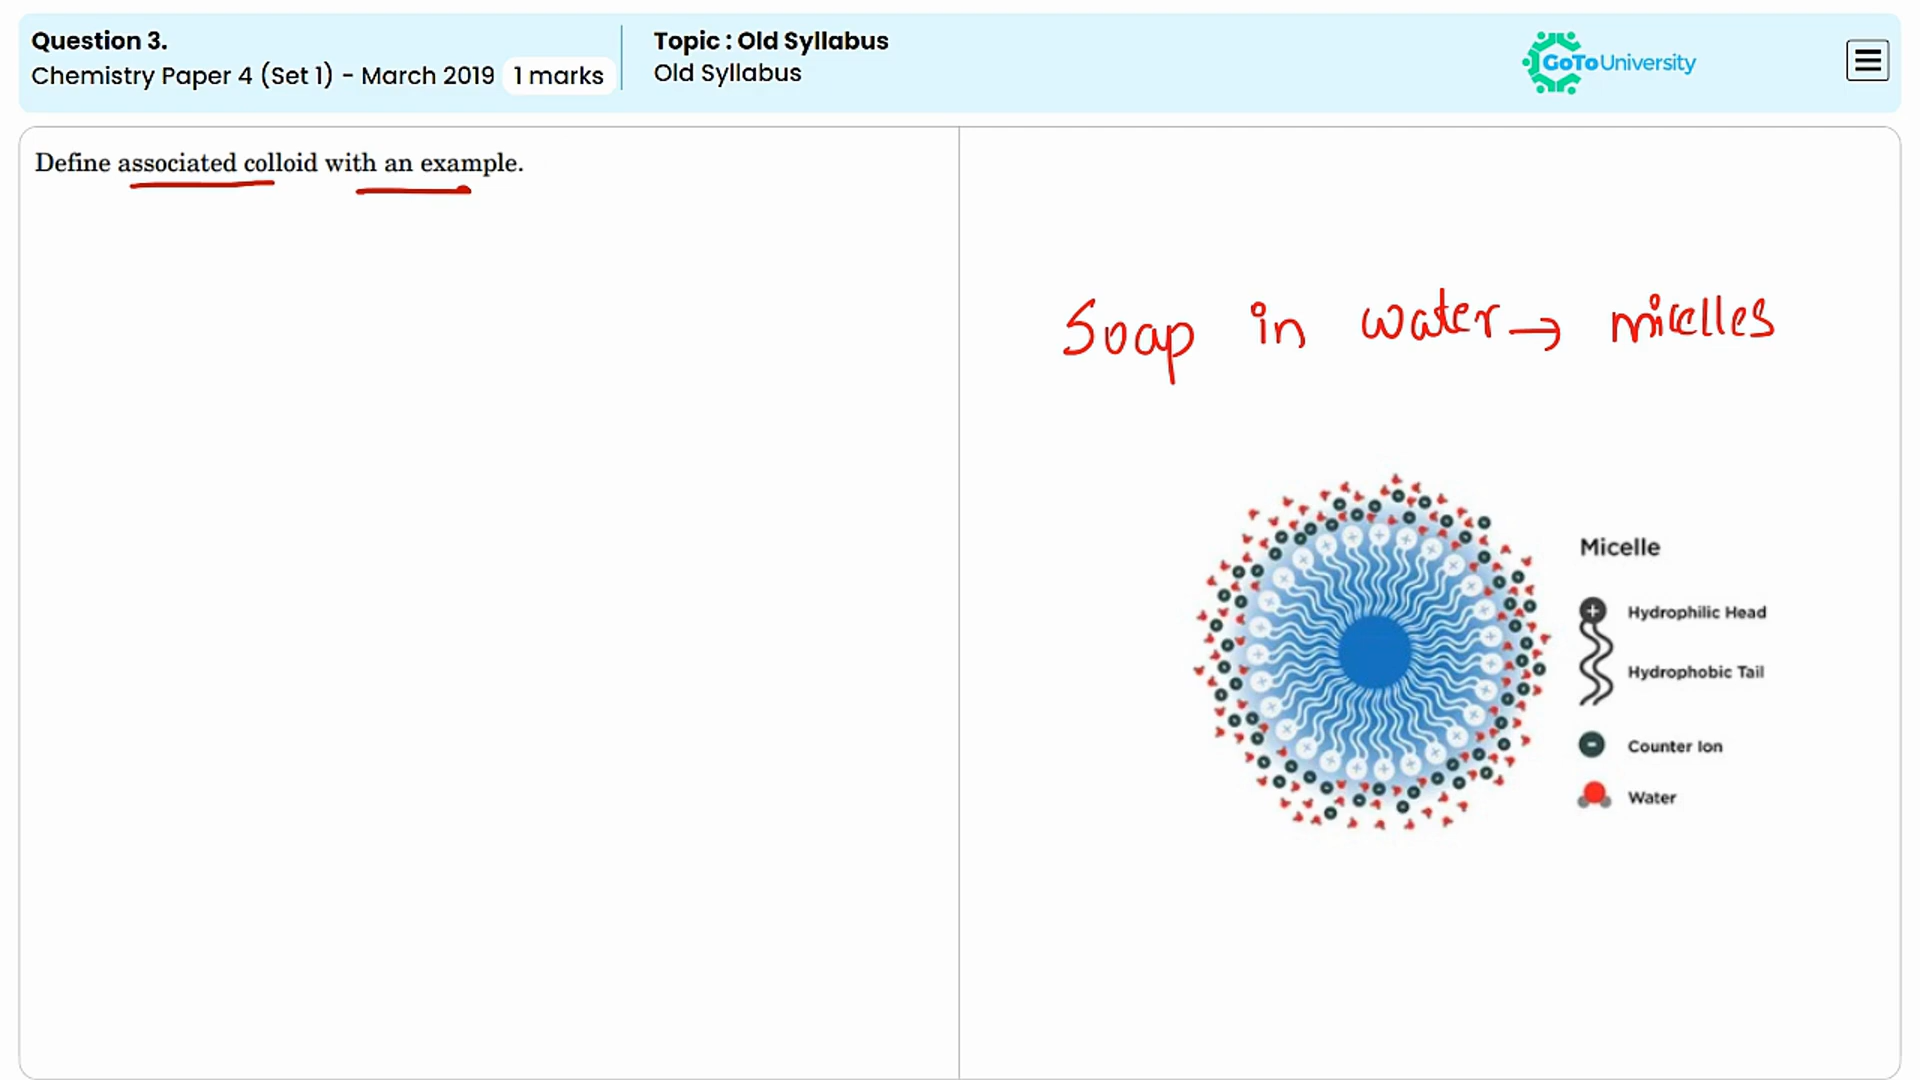 Question 3.
Chemistry Paper 4 (Set 1) - March 2019 1 marks
Topic : Old Syllabus
Old Syllabus
GoToUniversity
Define associated colloid with an example.
Soap in water → micelles
Micelle
Hydrophilic Head
Hydrophobic Tail
Counter Ion
Water